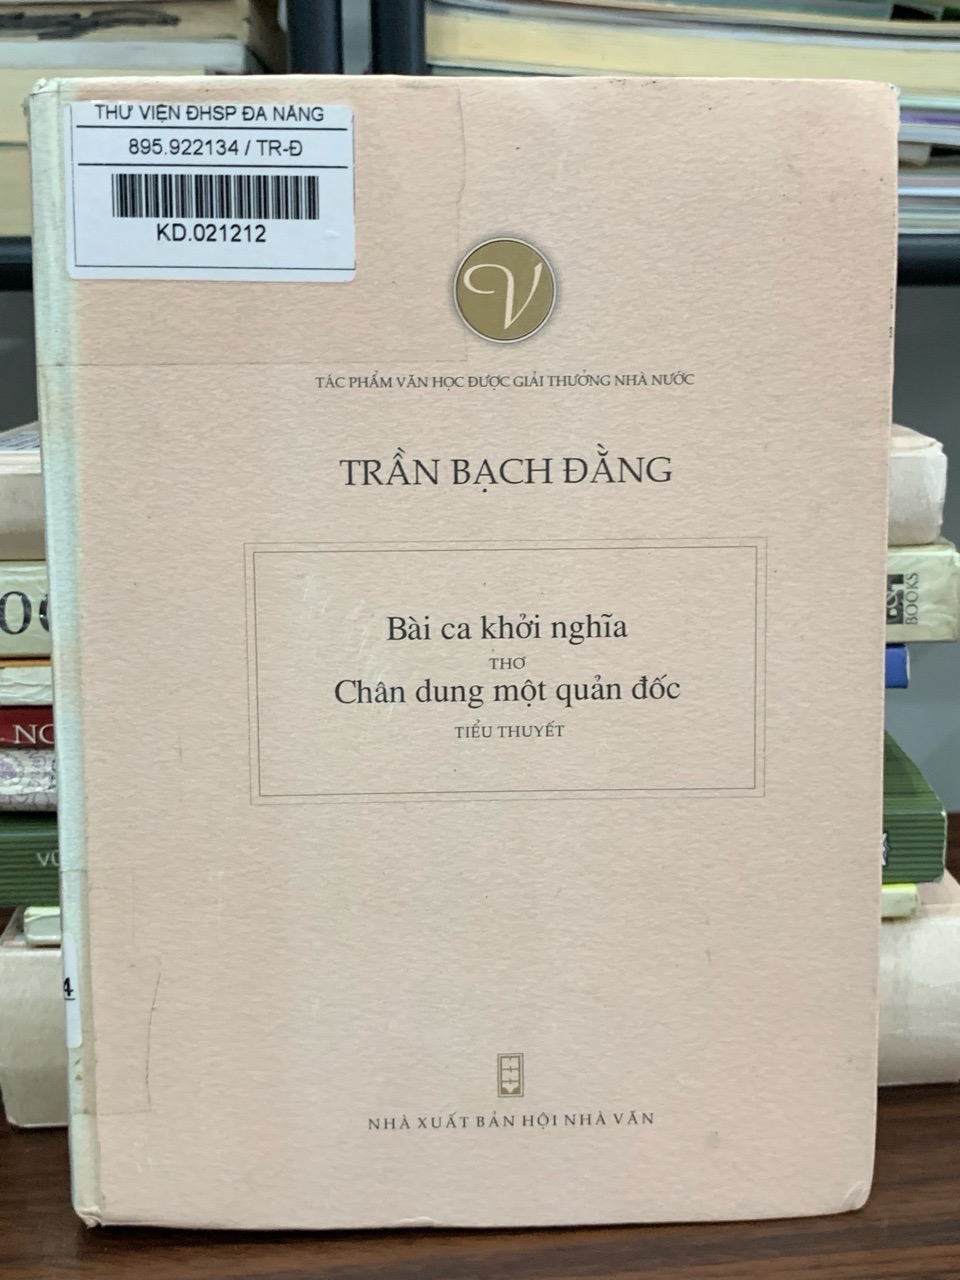 THƯ VIỆN ĐHSP ĐÀ NẴNG
895.922134 / TR-Đ
KD.021212
V
TÁC PHẨM VĂN HỌC ĐƯỢC GIẢI THƯỞNG NHÀ NƯỚC
TRẦN BẠCH ĐẰNG
Bài ca khởi nghĩa
THƠ
Chân dung một quản đốc
TIỂU THUYẾT
NHÀ XUẤT BẢN HỘI NHÀ VĂN
4
BOOKS